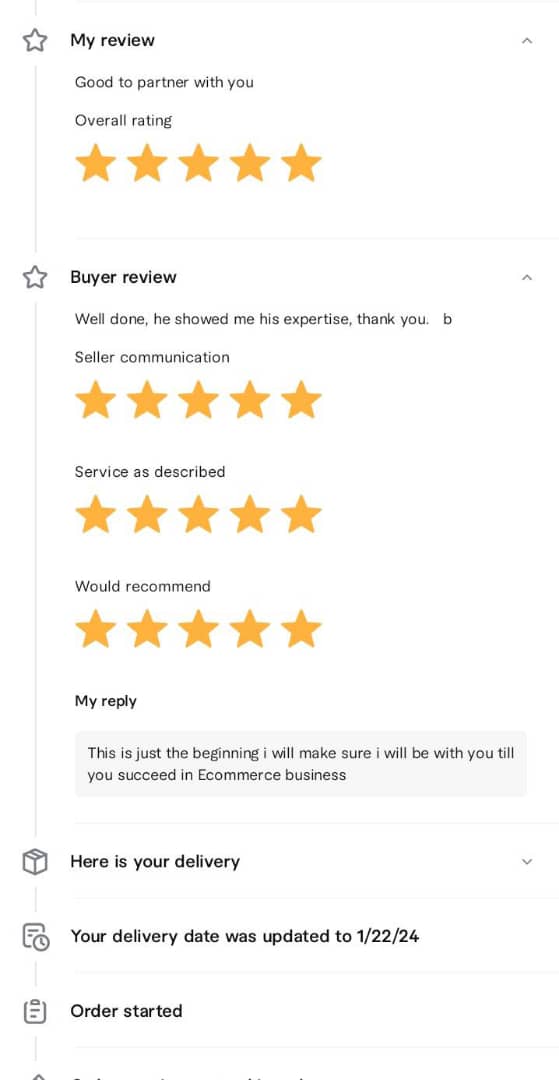 My review
Good to partner with you
Overall rating
Buyer review
Well done, he showed me his expertise, thank you. b
Seller communication
Service as described
Would recommend
My reply
This is just the beginning i will make sure i will be with you till
you succeed in Ecommerce business
Here is your delivery
Your delivery date was updated to 1/22/24
Order started